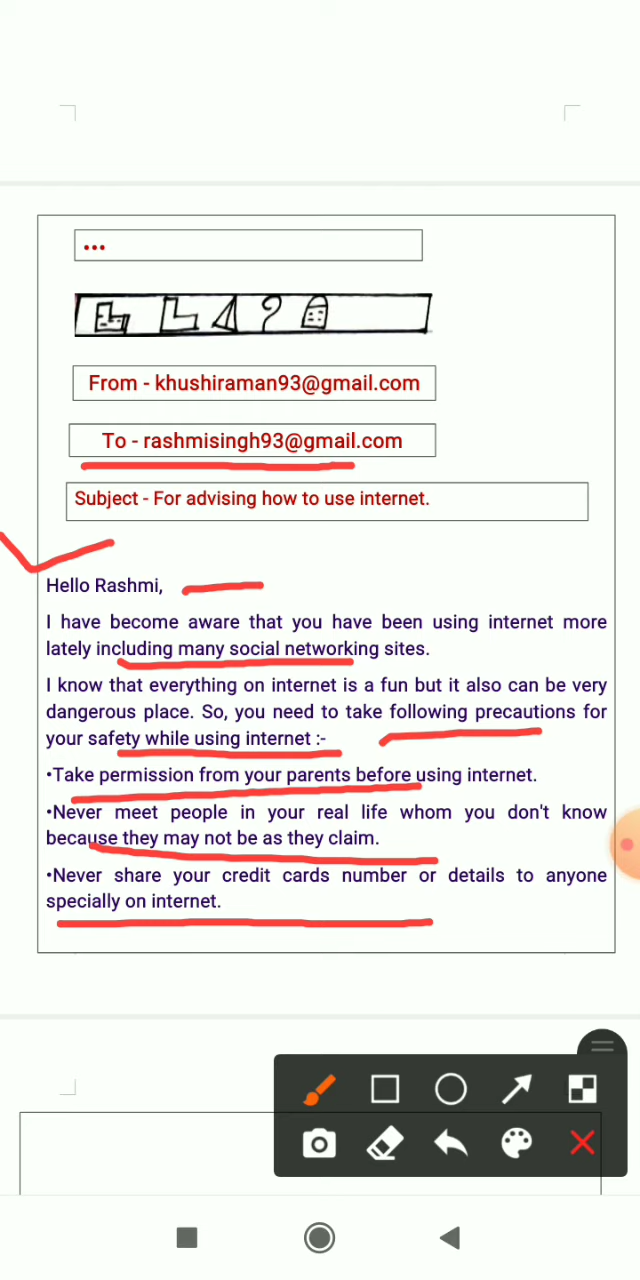 ...
From - khushiraman93@gmail.com
To - rashmisingh93@gmail.com
Subject - For advising how to use internet.
Hello Rashmi,
I have become aware that you have been using internet more
lately including many social networking sites.
I know that everything on internet is a fun but it also can be very
dangerous place. So, you need to take following precautions for
your safety while using internet :-
•Take permission from your parents before using internet.
•Never meet people in your real life whom you don't know
because they may not be as they claim.
•Never share your credit cards number or details to anyone
specially on internet.